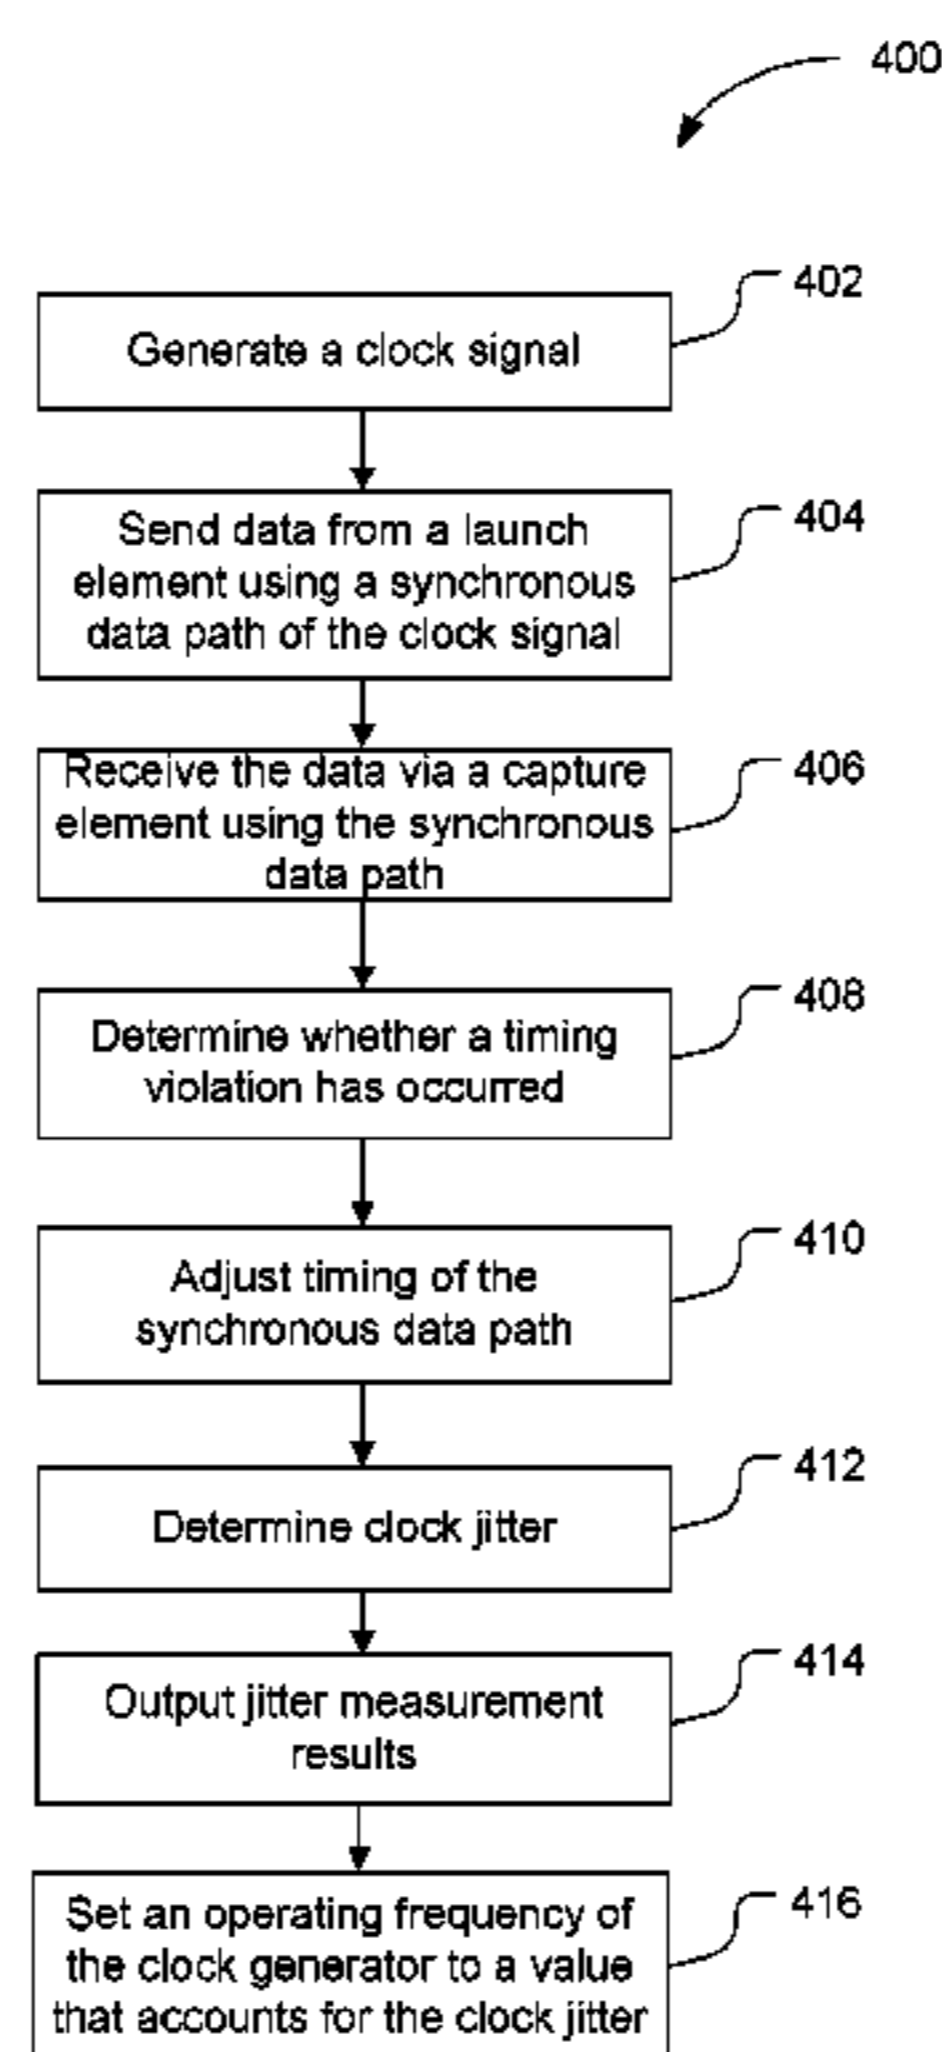 400
402
Generate a clock signal
404
Send data from a launch
element using a synchronous
data path of the clock signal
406
Receive the data via a capture
element using the synchronous
data path
408
Determine whether a timing
violation has occurred
410
Adjust timing of the
synchronous data path
412
Determine clock jitter
414
Output jitter measurement
results
416
Set an operating frequency of
the clock generator to a value
that accounts for the clock jitter